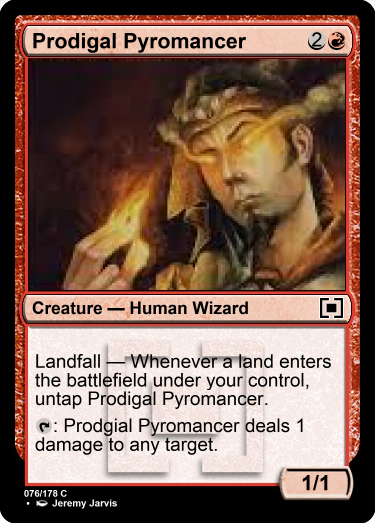 Prodigal Pyromancer 2
Creature — Human Wizard
Landfall — Whenever a land enters
the battlefield under your control,
untap Prodigal Pyromancer.
: Prodgial Pyromancer deals 1
damage to any target.
1/1
076/178 C
• Jeremy Jarvis